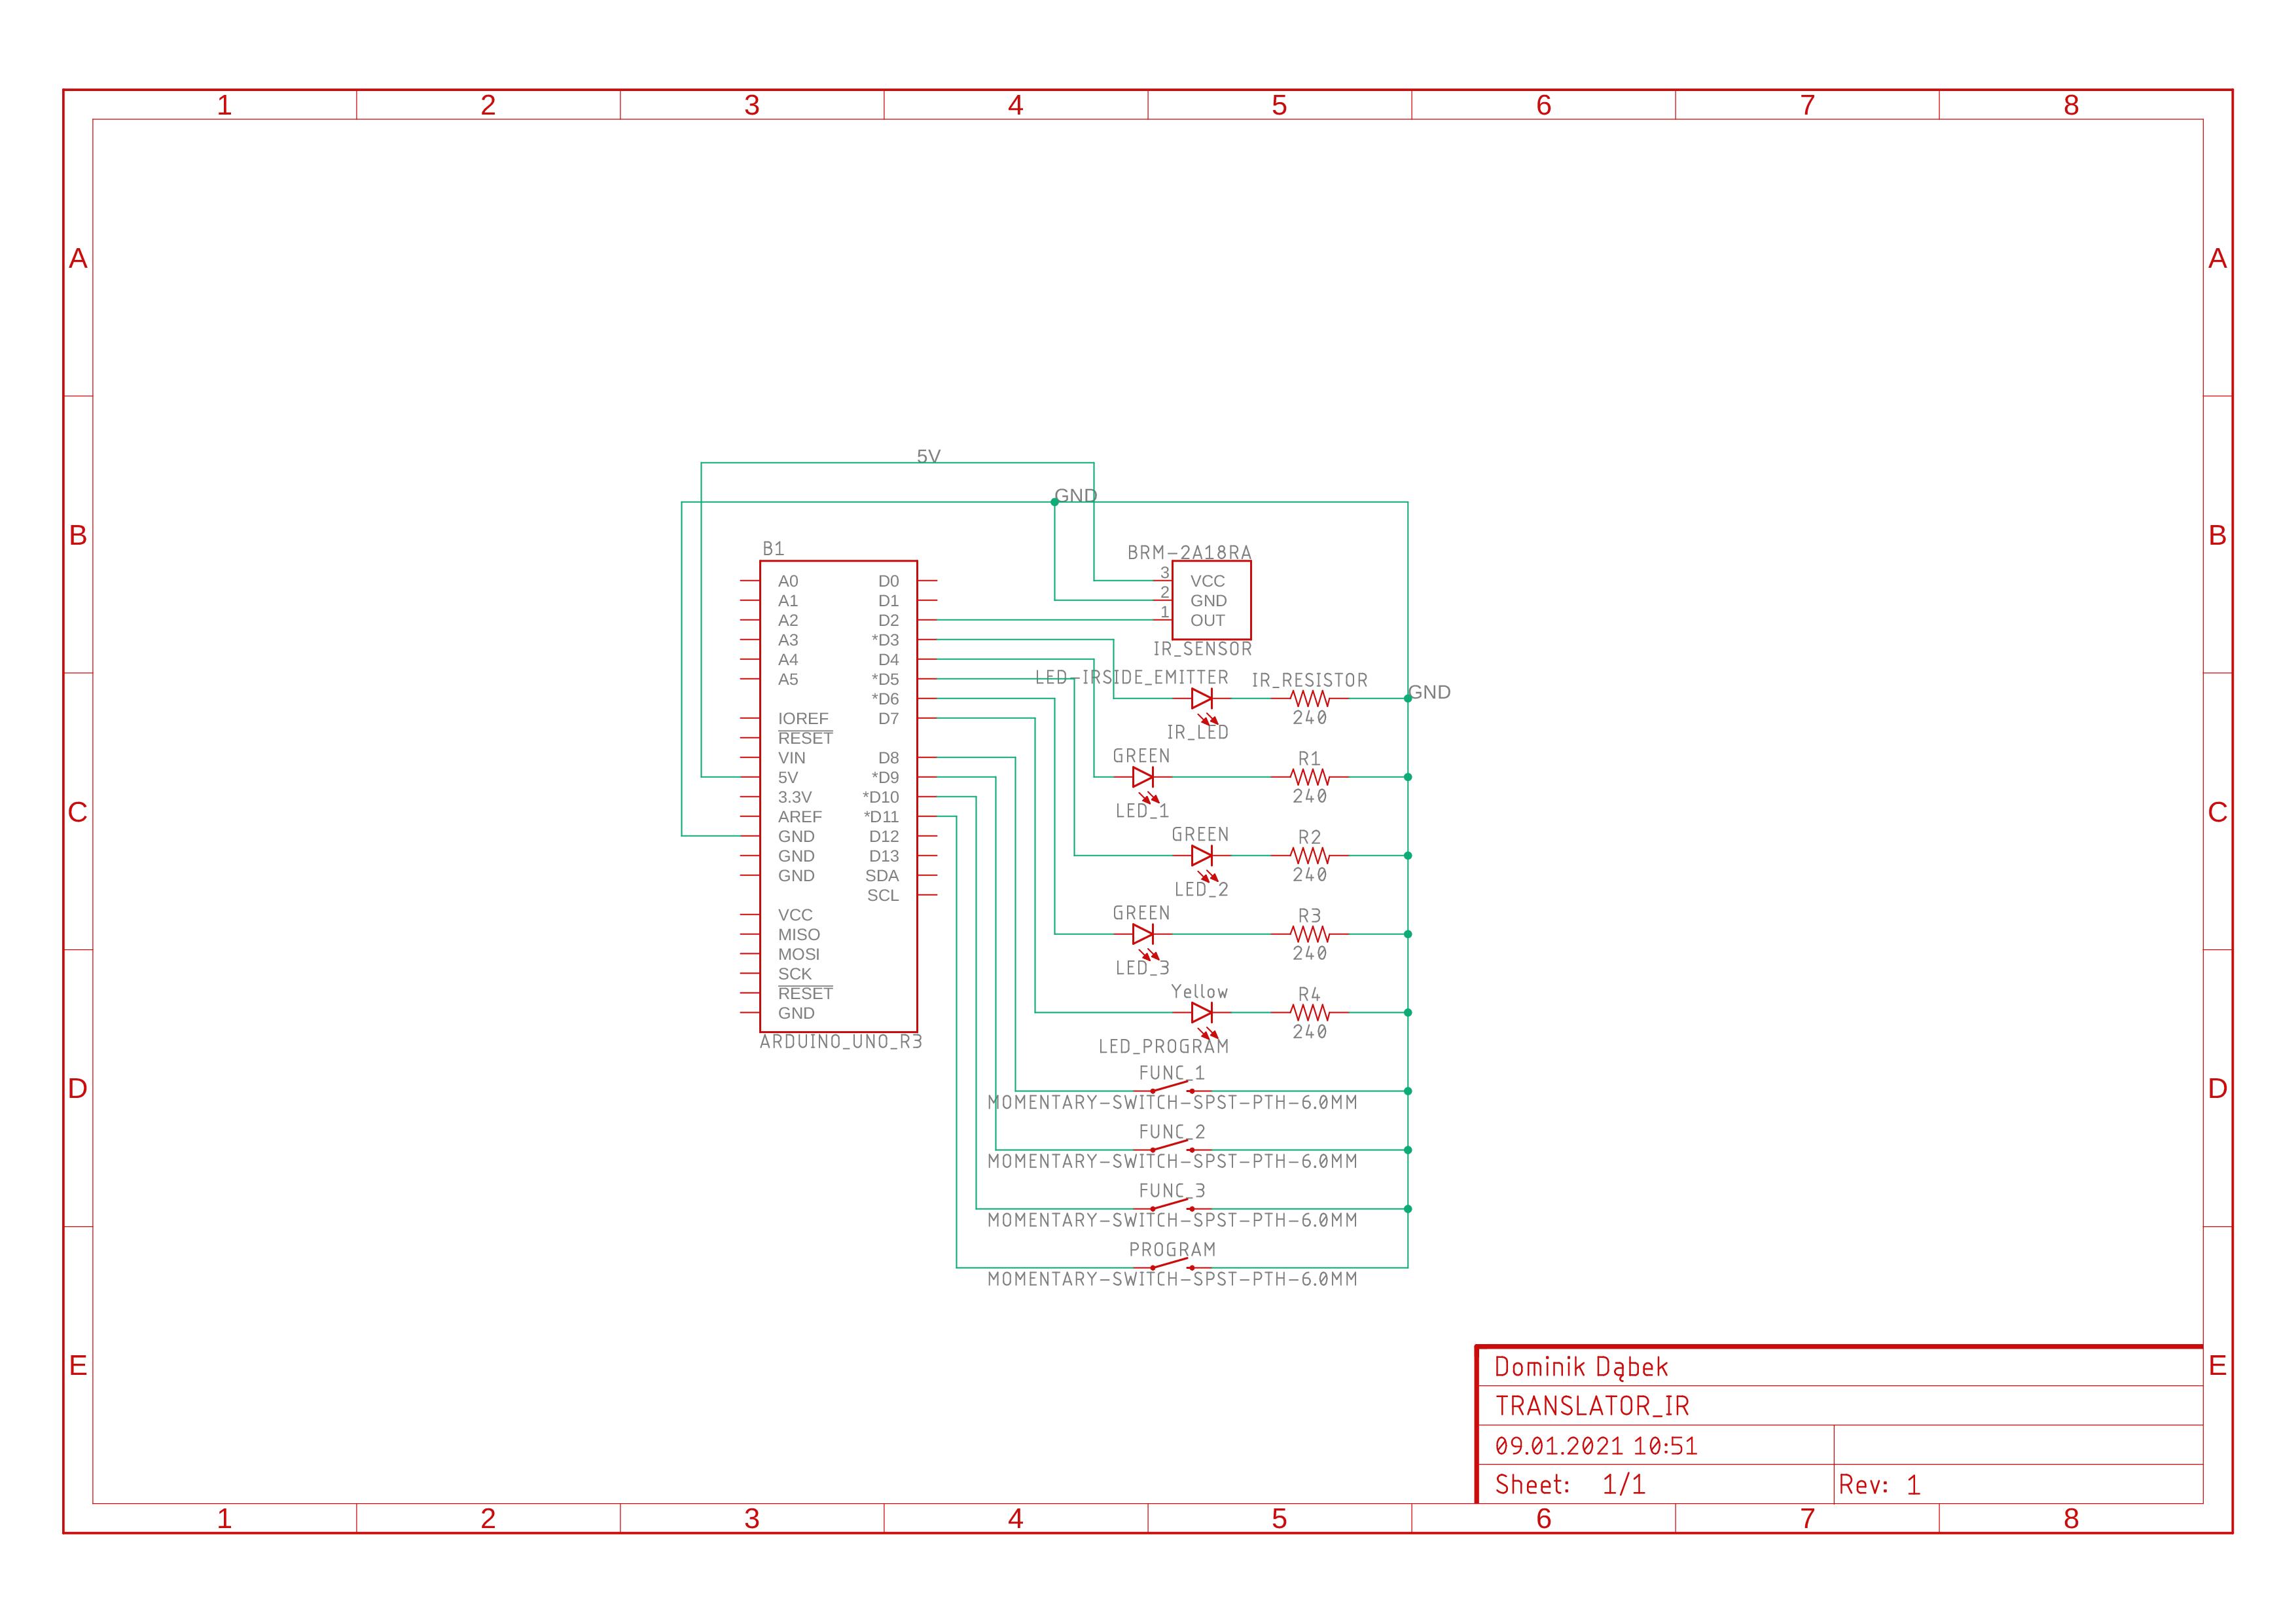 1 2 3 4 5 6 7 8
A A
B B
C C
D D
E E
5V
GND
B1
ARDUINO_UNO_R3
A0 D0
A1 D1
A2 D2
A3 *D3
A4 D4
A5 *D5
*D6
IOREF D7
RESET
VIN D8
5V *D9
3.3V *D10
AREF *D11
GND D12
GND D13
GND SDA
SCL
VCC
MISO
MOSI
SCK
RESET
GND
BRM-2A18RA
3 VCC
2 GND
1 OUT
IR_SENSOR
LED-IRSIDE_EMITTER IR_RESISTOR
GND
240
IR_LED
GREEN R1
240
LED_1
GREEN R2
240
LED_2
GREEN R3
240
LED_3
Yellow R4
240
LED_PROGRAM
FUNC_1
MOMENTARY-SWITCH-SPST-PTH-6.0MM
FUNC_2
MOMENTARY-SWITCH-SPST-PTH-6.0MM
FUNC_3
MOMENTARY-SWITCH-SPST-PTH-6.0MM
PROGRAM
MOMENTARY-SWITCH-SPST-PTH-6.0MM
Dominik Dąbek
TRANSLATOR_IR
09.01.2021 10:51
Sheet: 1/1 Rev: 1
1 2 3 4 5 6 7 8